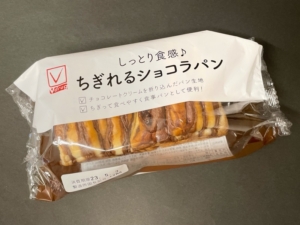 しっとり食感♪
ちぎれるショコラパン
チョコレートクリームを折り込んだパン生地
ちぎって食べやすく食事パンとして便利!